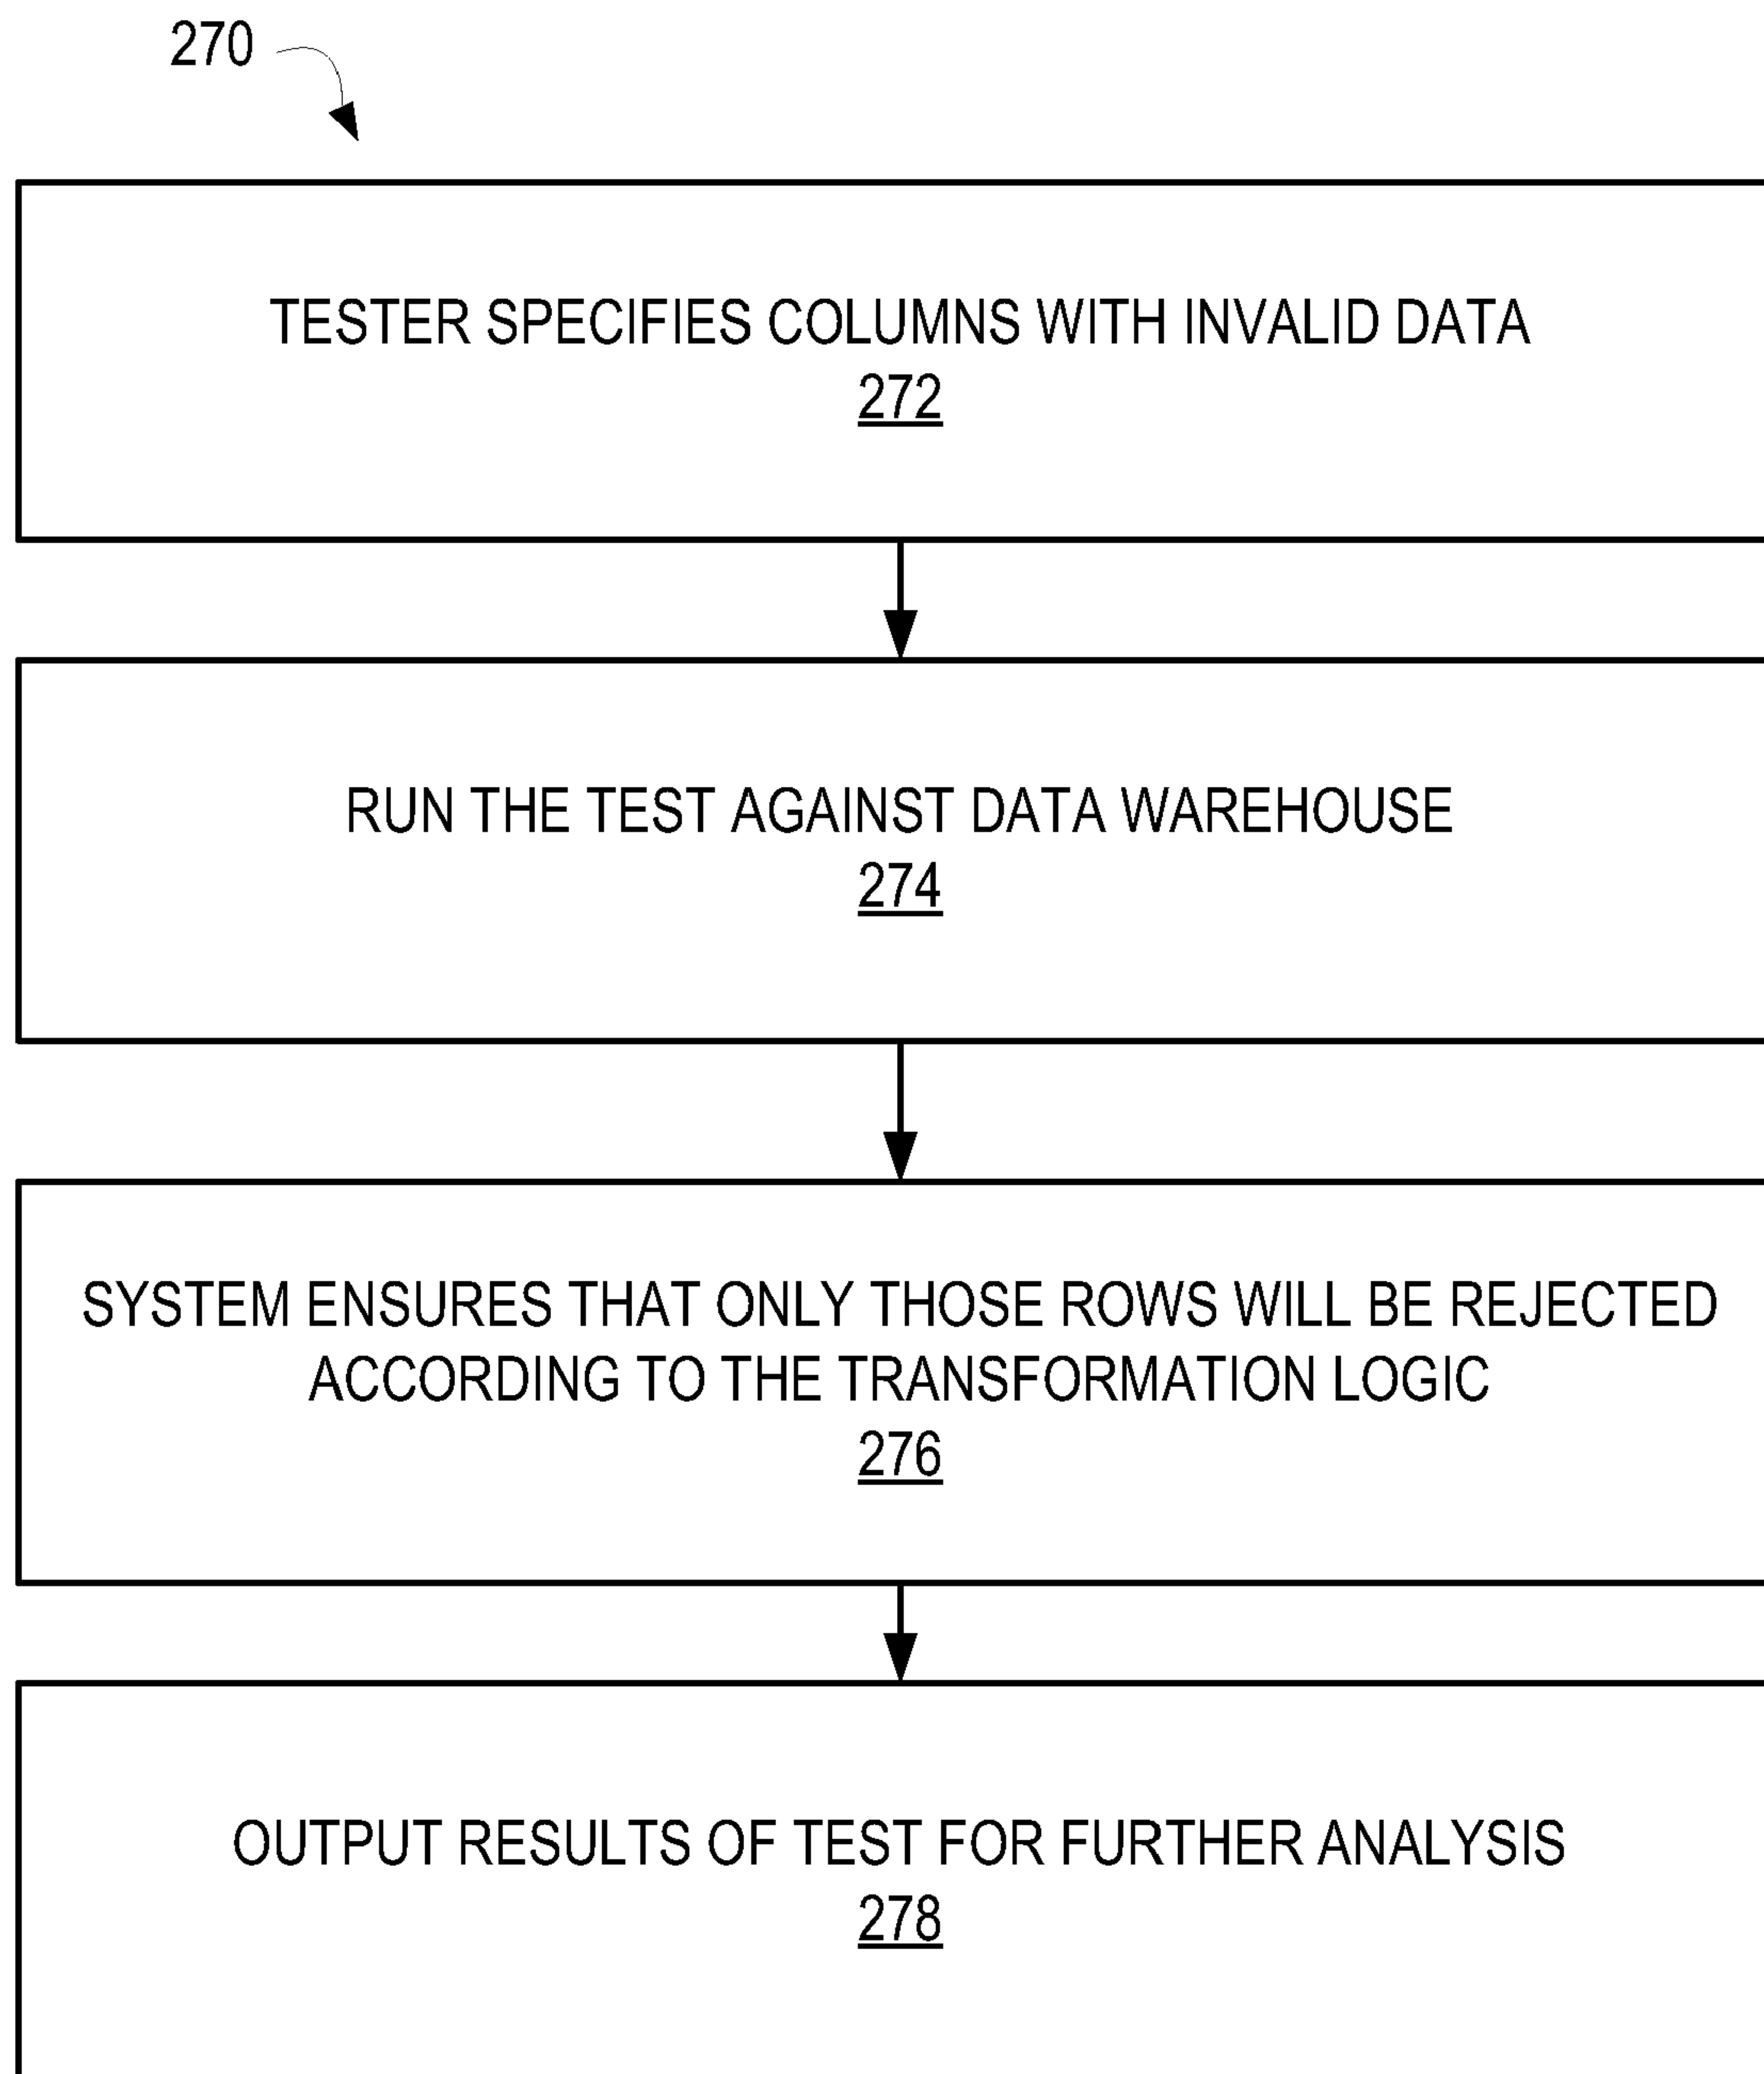 270
TESTER SPECIFIES COLUMNS WITH INVALID DATA
272
RUN THE TEST AGAINST DATA WAREHOUSE
274
SYSTEM ENSURES THAT ONLY THOSE ROWS WILL BE REJECTED
ACCORDING TO THE TRANSFORMATION LOGIC
276
OUTPUT RESULTS OF TEST FOR FURTHER ANALYSIS
278